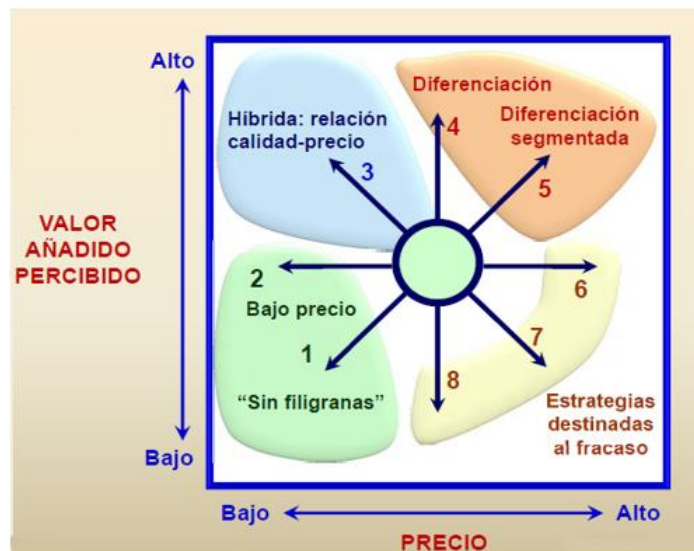 Alto
VALOR
AÑADIDO
PERCIBIDO
Bajo
Híbrida: relación
calidad-precio
3
Diferenciación
4
Diferenciación
segmentada
5
2
Bajo precio
1
“Sin filigranas”
6
7
8
Estrategias
destinadas
al fracaso
Bajo
Alto
PRECIO